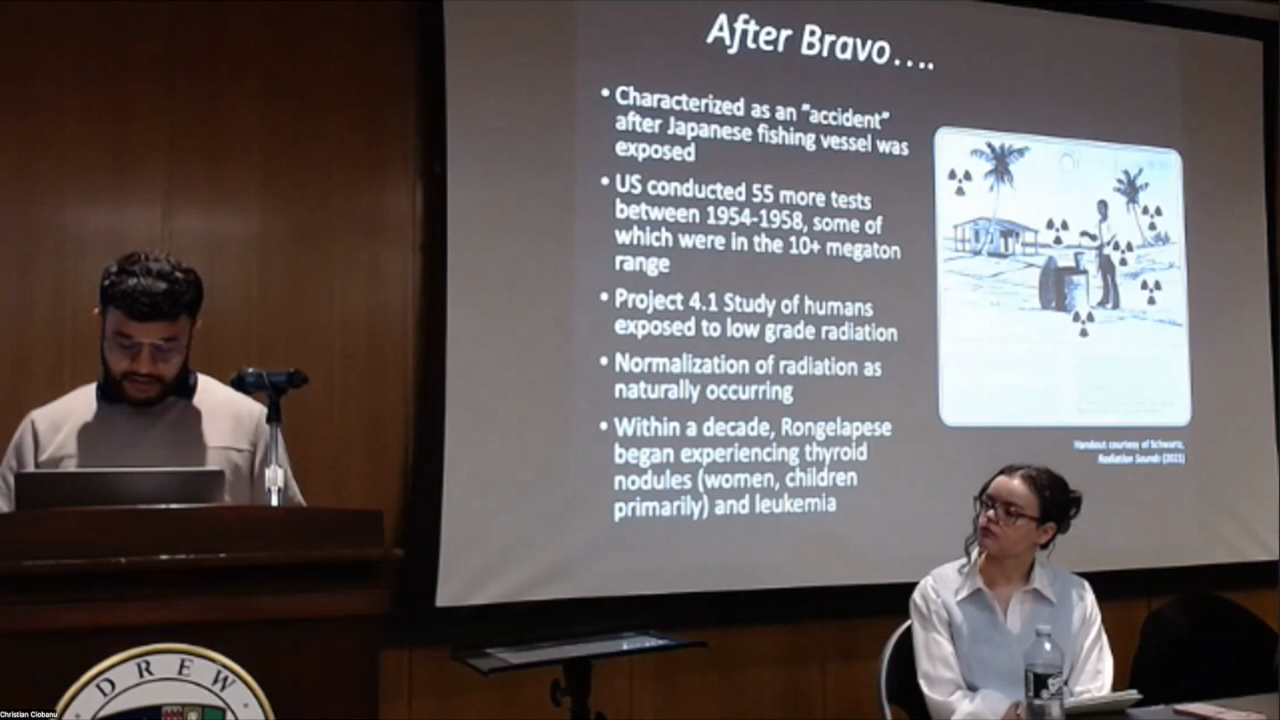 After Bravo....
• Characterized as an "accident"
after Japanese fishing vessel was
exposed
• US conducted 55 more tests
between 1954-1958, some of
which were in the 10+ megaton
range
• Project 4.1 Study of humans
exposed to low grade radiation
• Normalization of radiation as
naturally occurring
• Within a decade, Rongelapese
began experiencing thyroid
nodules (women, children
primarily) and leukemia
Handout courtesy of Schwartz,
Radiation Sounds (2021)
DREW
Christian Ciobanu